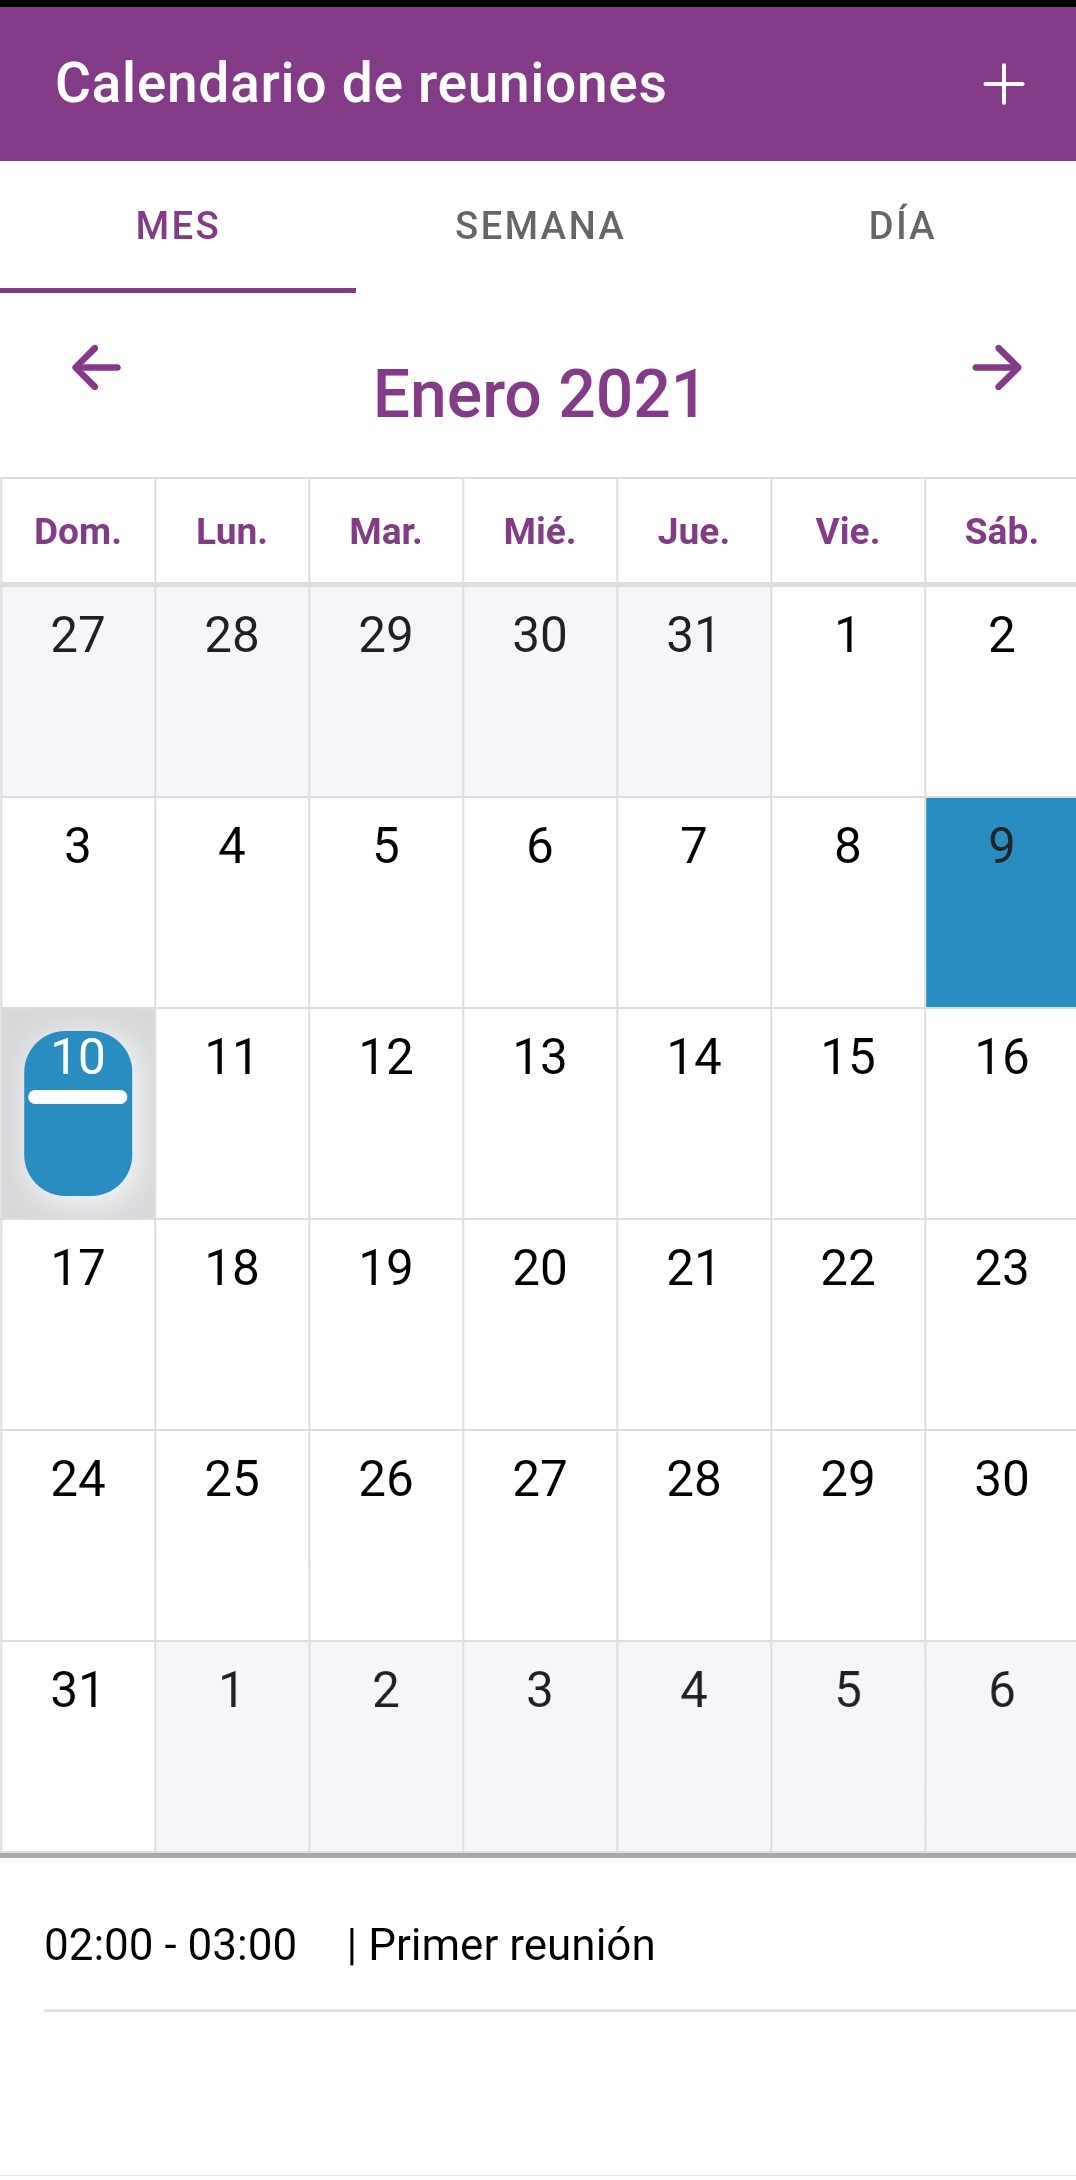 Calendario de reuniones +
MES SEMANA DÍA
Enero 2021
Dom. Lun. Mar. Mié. Jue. Vie. Sáb.
27 28 29 30 31 1 2
3 4 5 6 7 8 9
10 11 12 13 14 15 16
17 18 19 20 21 22 23
24 25 26 27 28 29 30
31 1 2 3 4 5 6
02:00 - 03:00 | Primer reunión